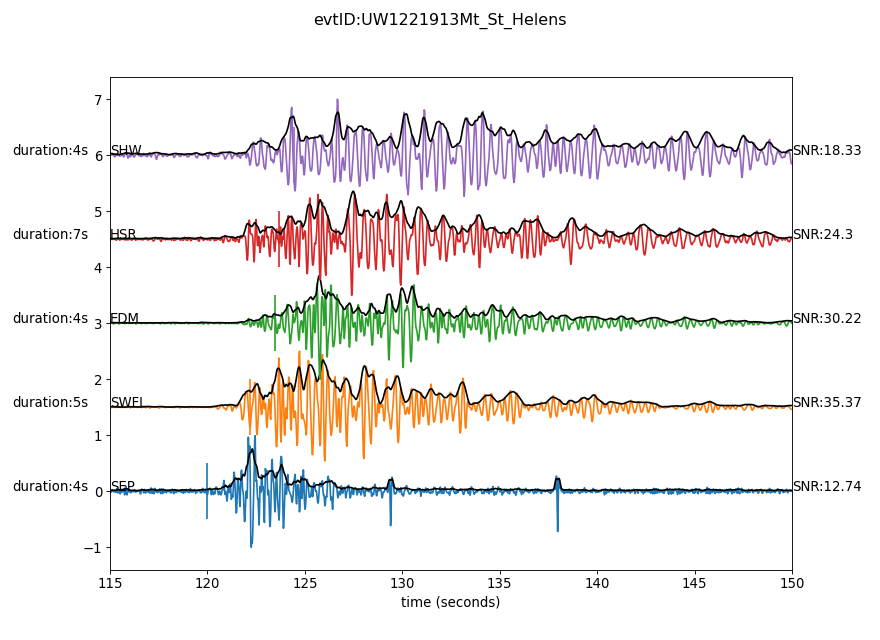 evtID:UW1221913Mt_St_Helens
7
duration:4s SHW SNR:18.33
6
5
duration:7s HSR SNR:24.3
4
duration:4s EDM SNR:30.22
3
2
duration:5s SWFL SNR:35.37
1
duration:4s SEP SNR:12.74
0
−1
115 120 125 130 135 140 145 150
time (seconds)